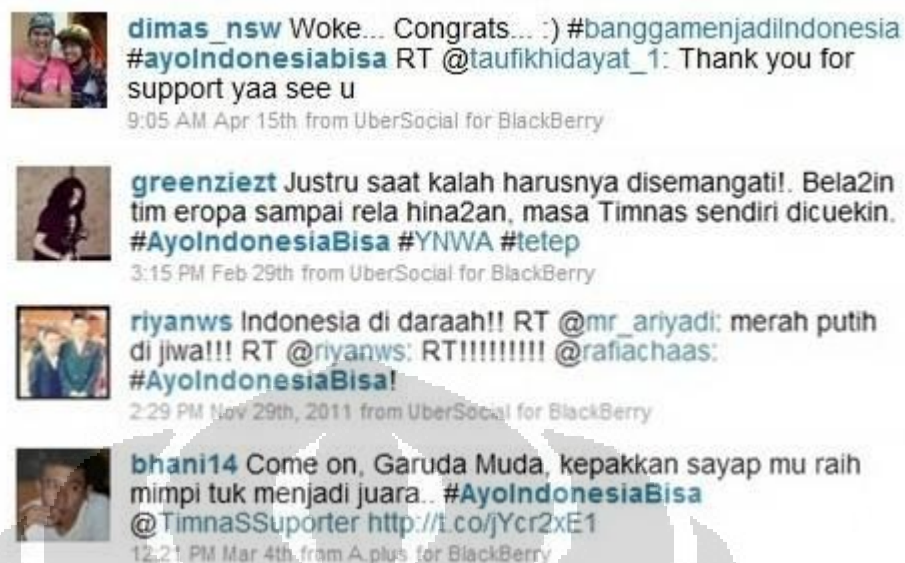 dimas_nsw Woke... Congrats... :) #banggamenjadiIndonesia
#ayoIndonesiabisa RT @taufikhidayat_1: Thank you for
support yaa see u
9:05 AM Apr 15th from UberSocial for BlackBerry
greenziezt Justru saat kalah harusnya disemangati!. Bela2in
tim eropa sampai rela hina2an, masa Timnas sendiri dicuekin.
#AyoIndonesiaBisa #YNWA #tetep
3:15 PM Feb 29th from UberSocial for BlackBerry
riyanws Indonesia di daraah!! RT @mr_ariyadi: merah putih
di jiwa!!! RT @riyanws: RT!!!!!!!!!! @rafiachaas:
#AyoIndonesiaBisa!
2:29 PM Nov 29th, 2011 from UberSocial for BlackBerry
bhani14 Come on, Garuda Muda, kepakkan sayap mu raih
mimpi tuk menjadi juara.. #AyoIndonesiaBisa
@TimnaSSuporter http://t.co/jYcr2xE1
12:21 PM Mar 4th from A.plus for BlackBerry